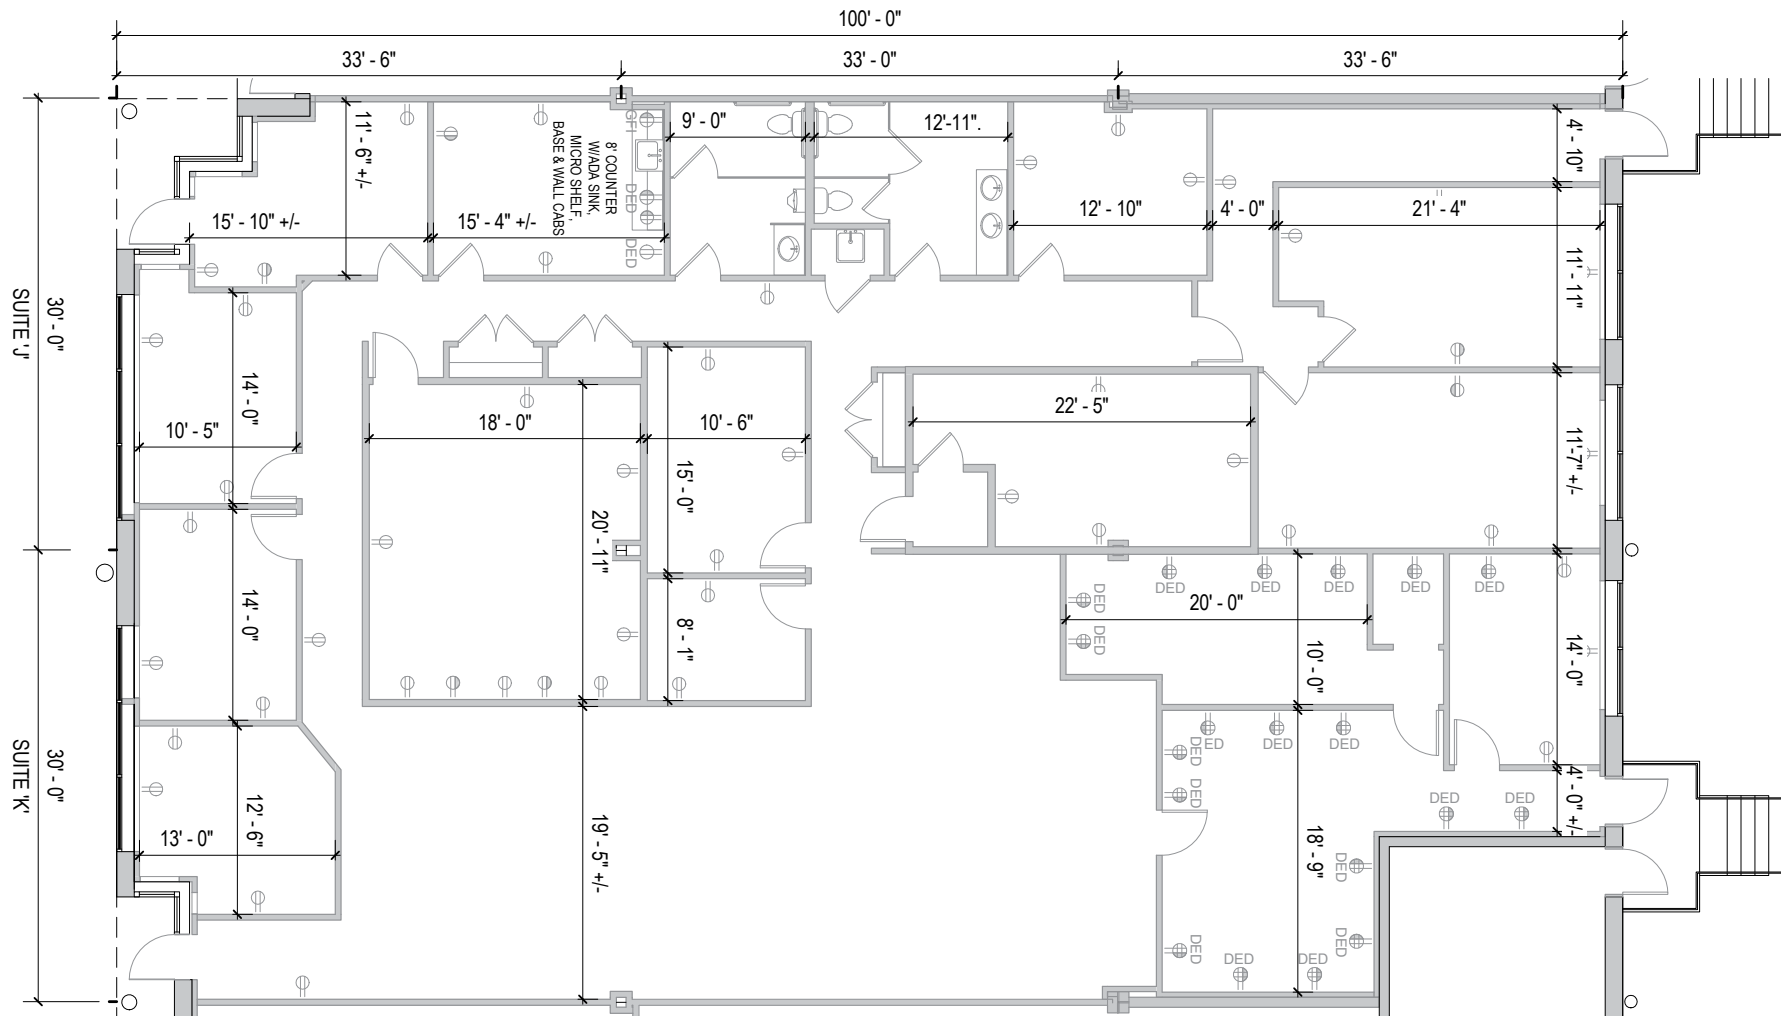 100' - 0"
33' - 6"
33' - 0"
33' - 6"
11' - 6" +/-
8' COUNTER
W/ADA SINK,
MICRO SHELF,
BASE & WALL CABS
GFI
DED
DED
9' - 0"
12'-11".
4' - 10"
15' - 10" +/-
15' - 4" +/-
12' - 10"
4' - 0"
21' - 4"
11' - 11"
SUITE 'J'
30' - 0"
14' - 0"
10' - 5"
18' - 0"
10' - 6"
22' - 5"
11'-7" +/-
15' - 0"
20' - 11"
14' - 0"
8' - 1"
DED
DED
DED
DED
DED
DED
DED
20' - 0"
10' - 0"
14' - 0"
SUITE 'K'
30' - 0"
13' - 0"
12' - 6"
19' - 5" +/-
DED
ED
DED
DED
DED
DED
DED
4' - 0" +/-
18' - 9"
DED
DED
DED
DED
DED